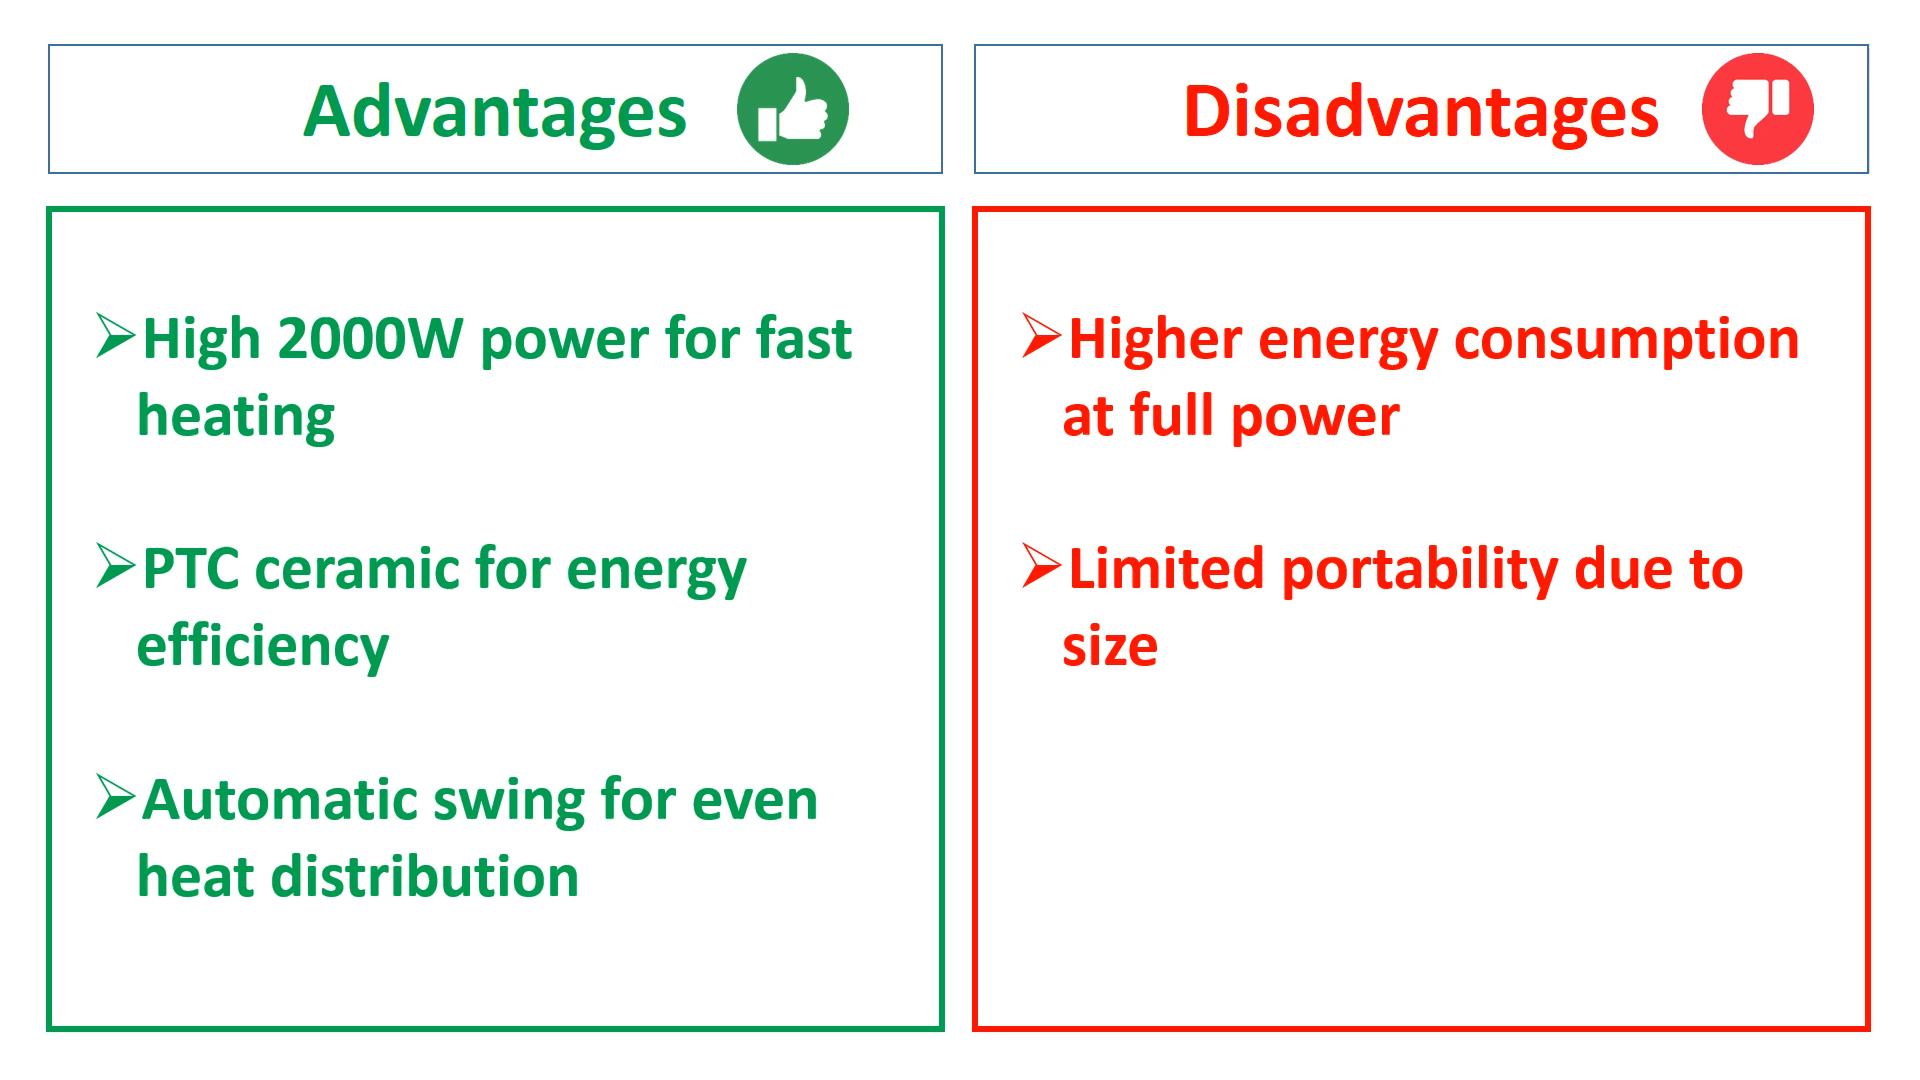 Advantages
High 2000W power for fast
heating
PTC ceramic for energy
efficiency
Automatic swing for even
heat distribution
Disadvantages
Higher energy consumption
at full power
Limited portability due to
size